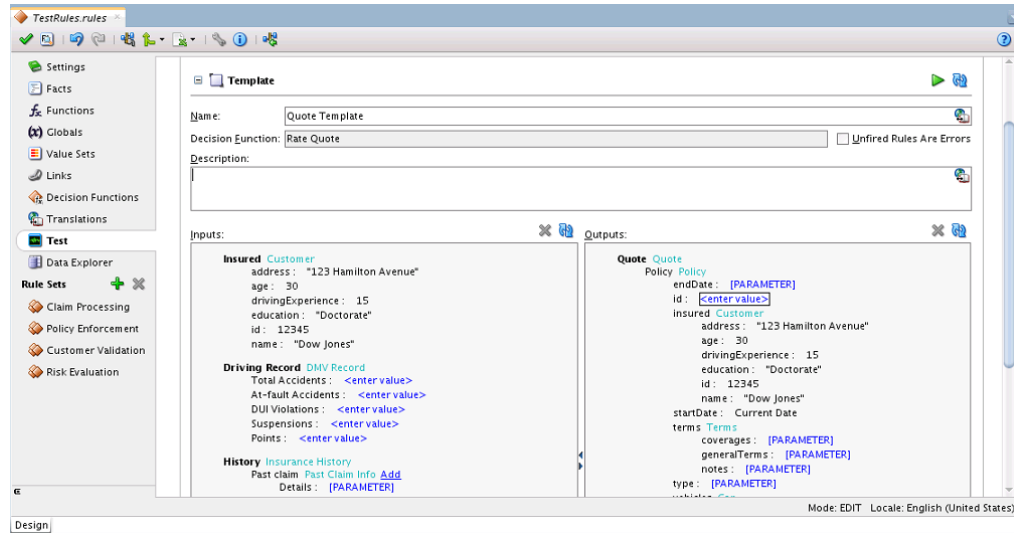 TestRules.rules
Settings
Facts
Functions
Globals
Value Sets
Links
Decision Functions
Translations
Test
Data Explorer
Rule Sets
Claim Processing
Policy Enforcement
Customer Validation
Risk Evaluation
Template
Name: Quote Template
Decision Function: Rate Quote Unfired Rules Are Errors
Description:
Inputs:
Insured Customer
address : "123 Hamilton Avenue"
age : 30
drivingExperience : 15
education : "Doctorate"
id : 12345
name : "Dow Jones"
Driving Record DMV Record
Total Accidents : <enter value>
At-fault Accidents : <enter value>
DUI Violations : <enter value>
Suspensions : <enter value>
Points : <enter value>
History Insurance History
Past claim Past Claim Info Add
Details : [PARAMETER]
Outputs:
Quote Quote
Policy Policy
endDate : [PARAMETER]
id : <enter value>
insured Customer
address : "123 Hamilton Avenue"
age : 30
drivingExperience : 15
education : "Doctorate"
id : 12345
name : "Dow Jones"
startDate : Current Date
terms Terms
coverages : [PARAMETER]
generalTerms : [PARAMETER]
notes : [PARAMETER]
type : [PARAMETER]
Mode: EDIT Locale: English (United States)
Design